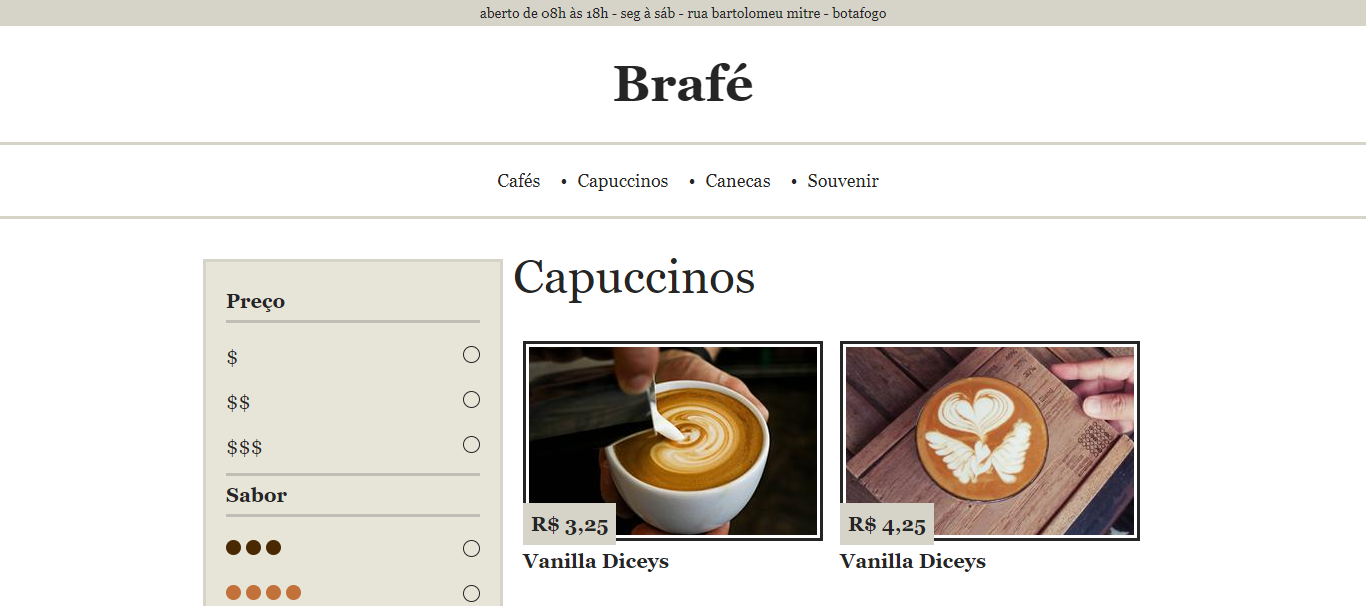 aberto de 08h às 18h - seg à sáb - rua bartolomeu mitre - botafogo
Brafé
Cafés • Capuccinos • Canecas • Souvenir
Preço
$
$$
$$$
Sabor
Capuccinos
R$ 3,25
Vanilla Diceys
R$ 4,25
Vanilla Diceys